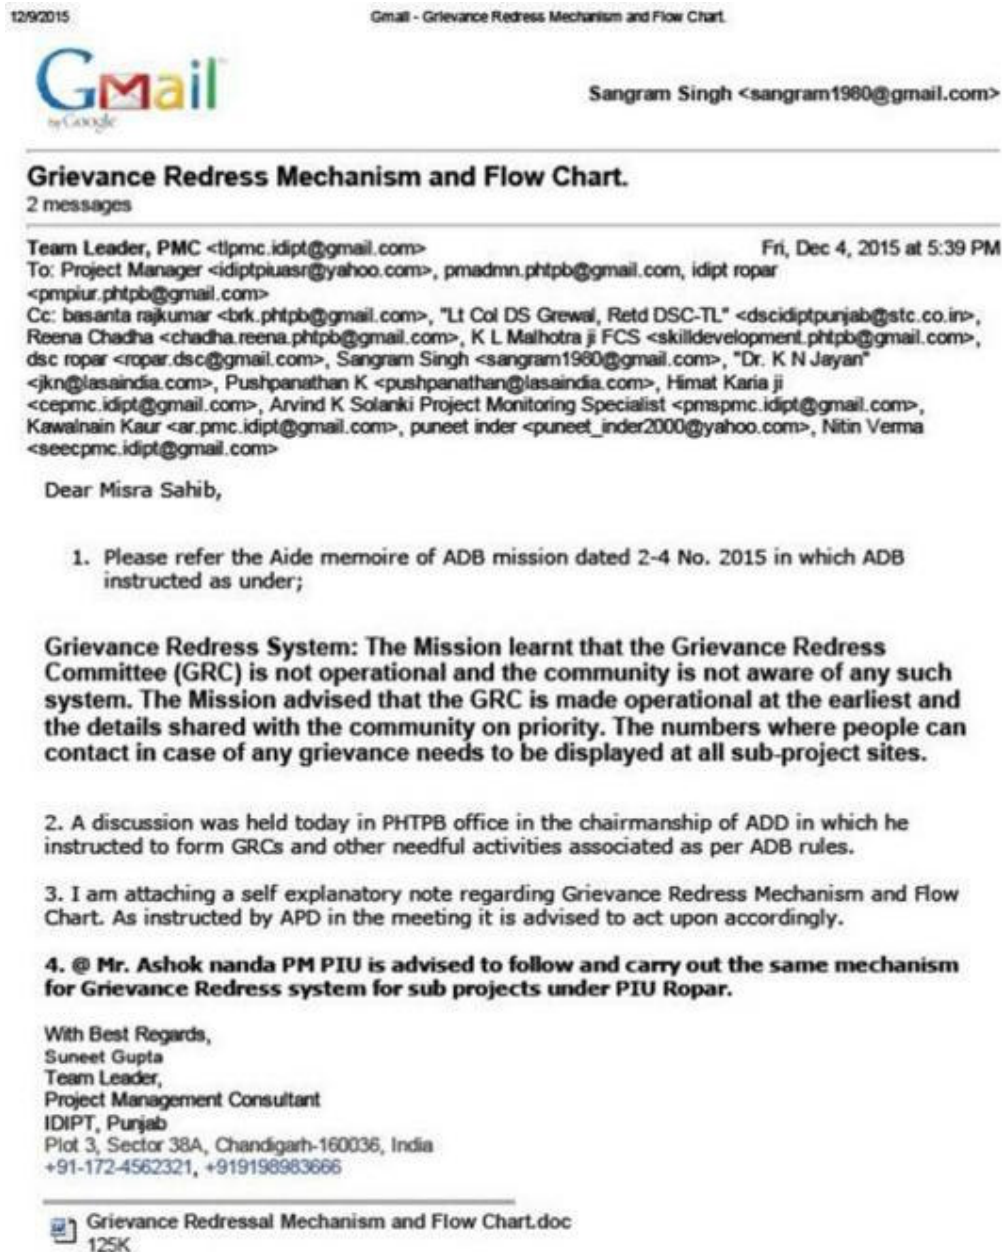 12/9/2015 Gmail - Grievance Redress Mechanism and Flow Chart.
Gmail
by Google
Sangram Singh <sangram1980@gmail.com>
Grievance Redress Mechanism and Flow Chart.
2 messages
Team Leader, PMC <tlpmc.idipt@gmail.com> Fri, Dec 4, 2015 at 5:39 PM
To: Project Manager <idiptpiuasr@yahoo.com>, pmadmn.phtpb@gmail.com, idipt ropar
<pmpiur.phtpb@gmail.com>
Cc: basanta rajkumar <brk.phtpb@gmail.com>, "Lt Col DS Grewal, Retd DSC-TL" <dscidiptpunjab@stc.co.in>,
Reena Chadha <chadha.reena.phtpb@gmail.com>, K L Malhotra ji FCS <skilldevelopment.phtpb@gmail.com>,
dsc ropar <ropar.dsc@gmail.com>, Sangram Singh <sangram1980@gmail.com>, "Dr. K N Jayan"
<jkn@lasaindia.com>, Pushpanathan K <pushpanathan@lasaindia.com>, Himat Karia ji
<cepmc.idipt@gmail.com>, Arvind K Solanki Project Monitoring Specialist <pmspmc.idipt@gmail.com>,
Kawalnain Kaur <ar.pmc.idipt@gmail.com>, puneet inder <puneet_inder2000@yahoo.com>, Nitin Verma
<seecpmc.idipt@gmail.com>
Dear Misra Sahib,
1. Please refer the Aide memoire of ADB mission dated 2-4 No. 2015 in which ADB
instructed as under;
Grievance Redress System: The Mission learnt that the Grievance Redress
Committee (GRC) is not operational and the community is not aware of any such
system. The Mission advised that the GRC is made operational at the earliest and
the details shared with the community on priority. The numbers where people can
contact in case of any grievance needs to be displayed at all sub-project sites.
2. A discussion was held today in PHTPB office in the chairmanship of ADD in which he
instructed to form GRCs and other needful activities associated as per ADB rules.
3. I am attaching a self explanatory note regarding Grievance Redress Mechanism and Flow
Chart. As instructed by APD in the meeting it is advised to act upon accordingly.
4. @ Mr. Ashok nanda PM PIU is advised to follow and carry out the same mechanism
for Grievance Redress system for sub projects under PIU Ropar.
With Best Regards,
Suneet Gupta
Team Leader,
Project Management Consultant
IDIPT, Punjab
Plot 3, Sector 38A, Chandigarh-160036, India
+91-172-4562321, +919198983666
Grievance Redressal Mechanism and Flow Chart.doc
125K